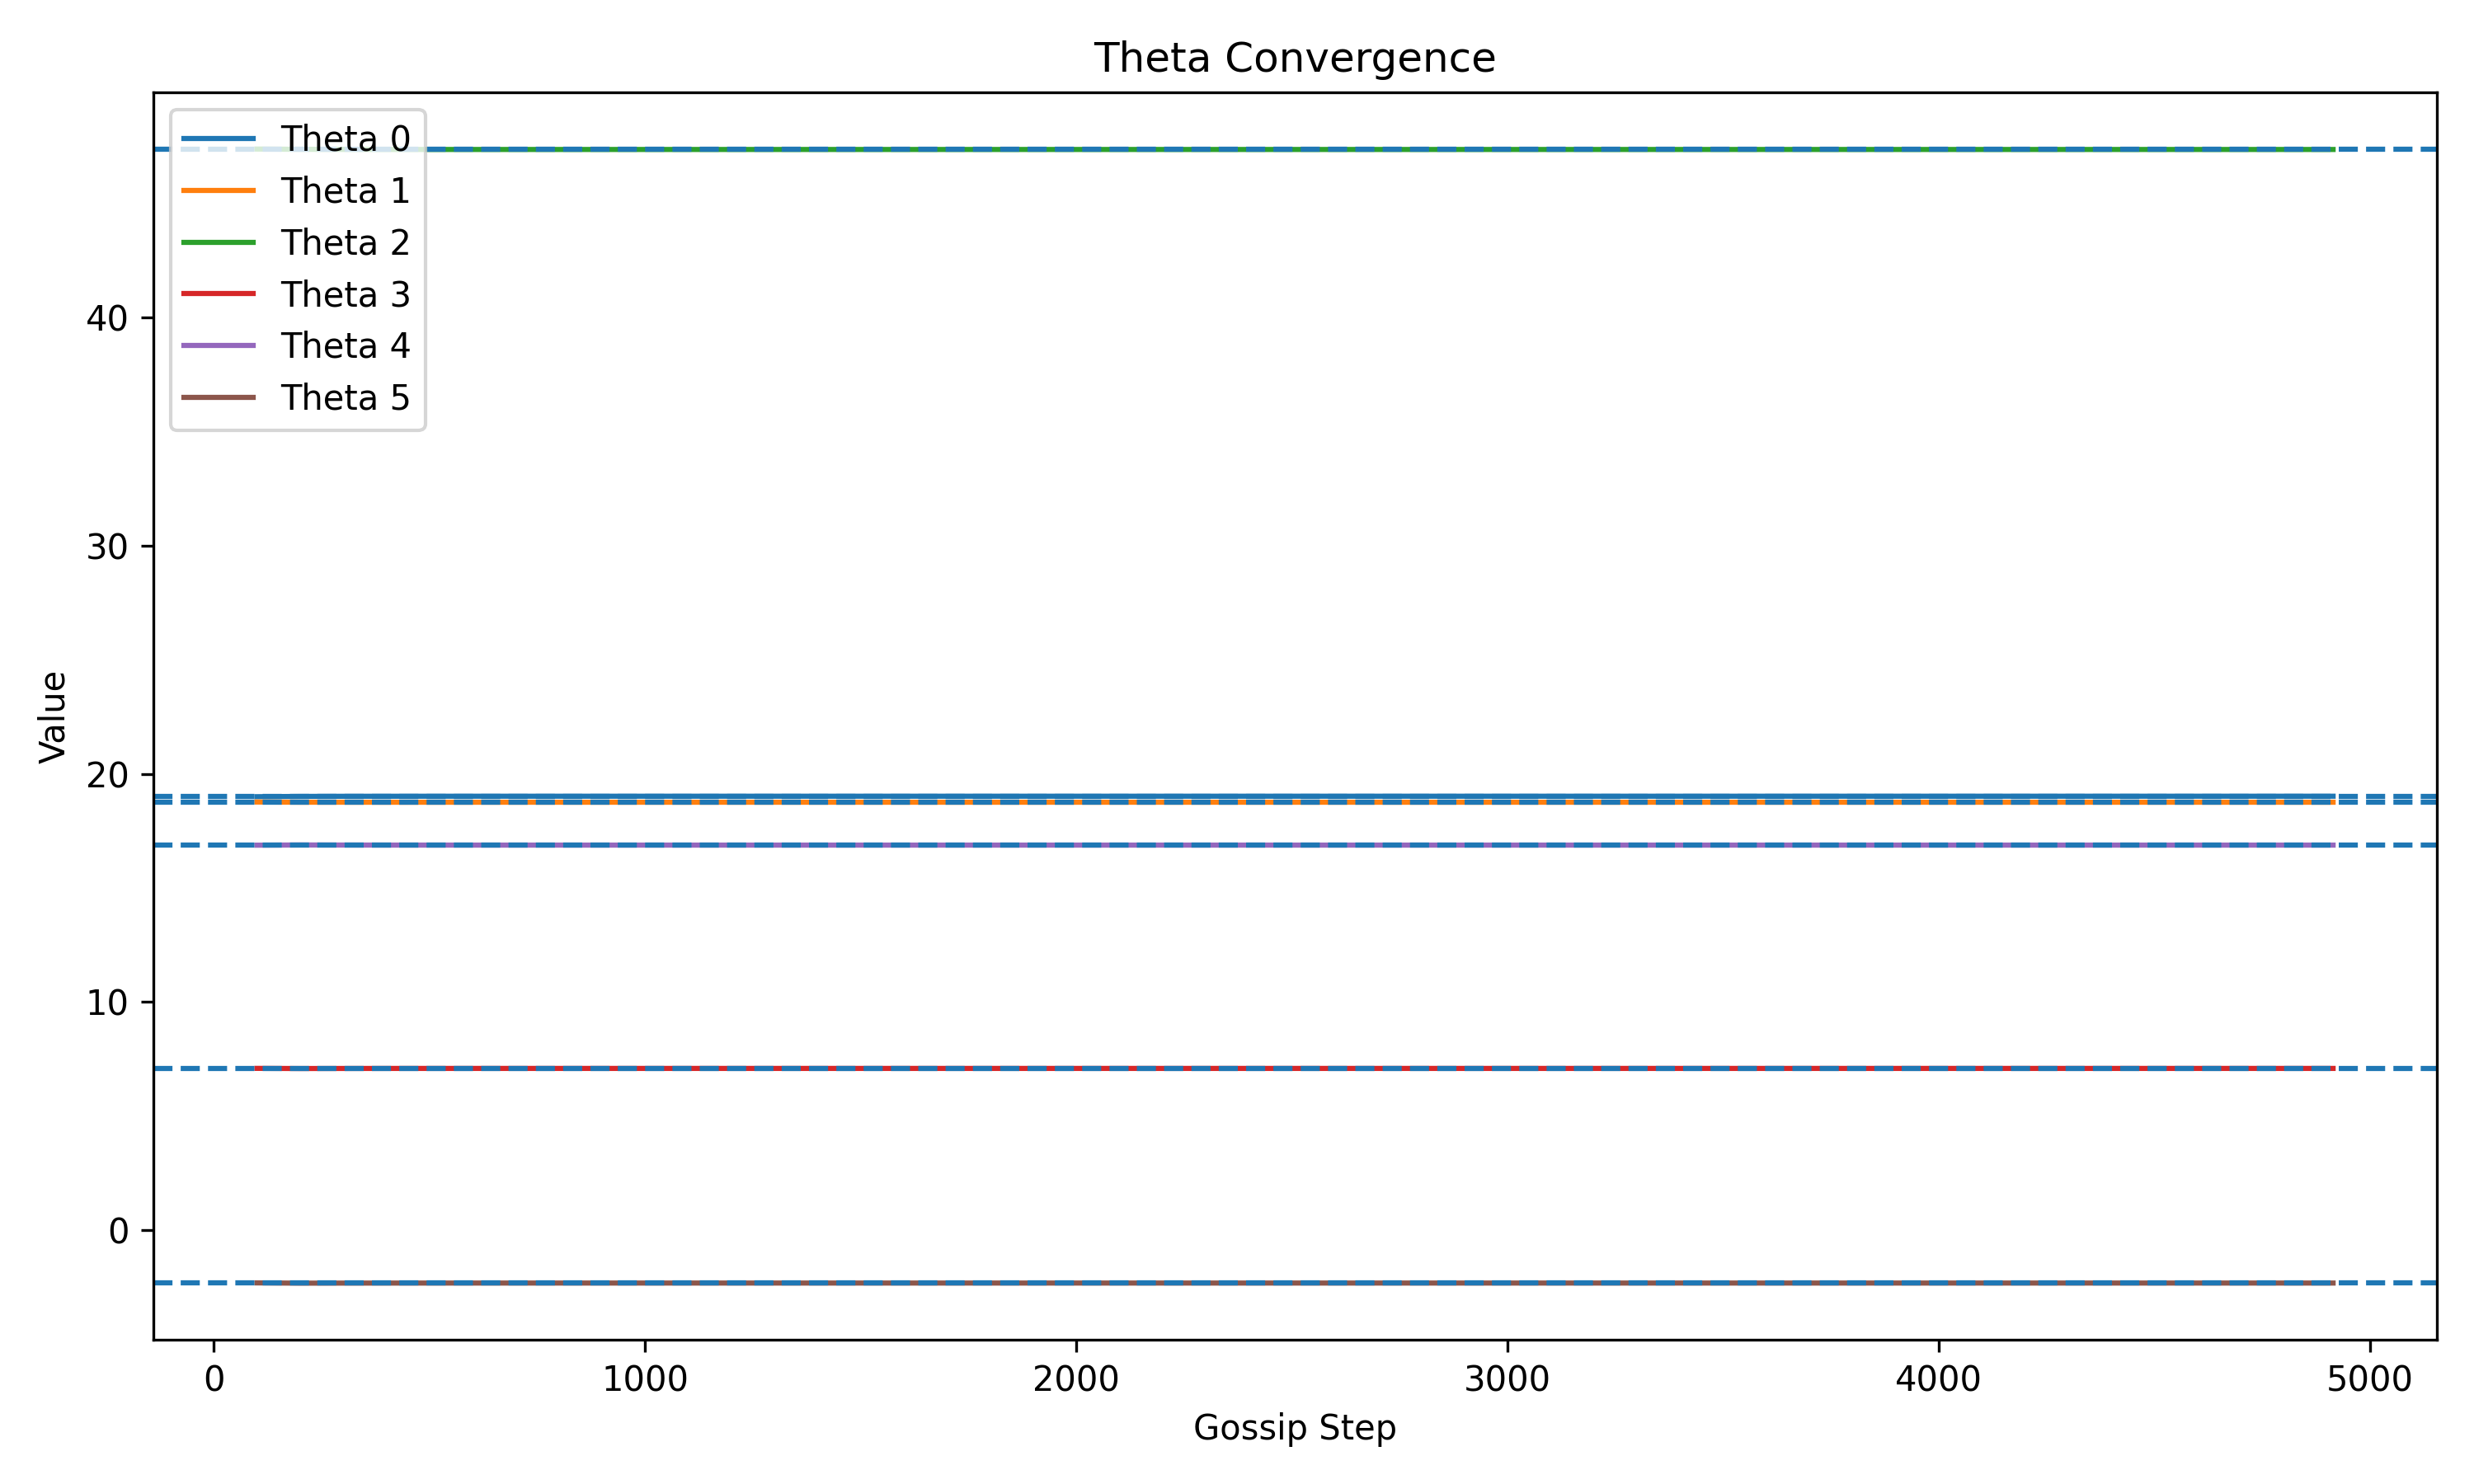 Theta Convergence
Theta 0
Theta 1
Theta 2
Theta 3
Theta 4
Theta 5
Value
40
30
20
10
0
0 1000 2000 3000 4000 5000
Gossip Step